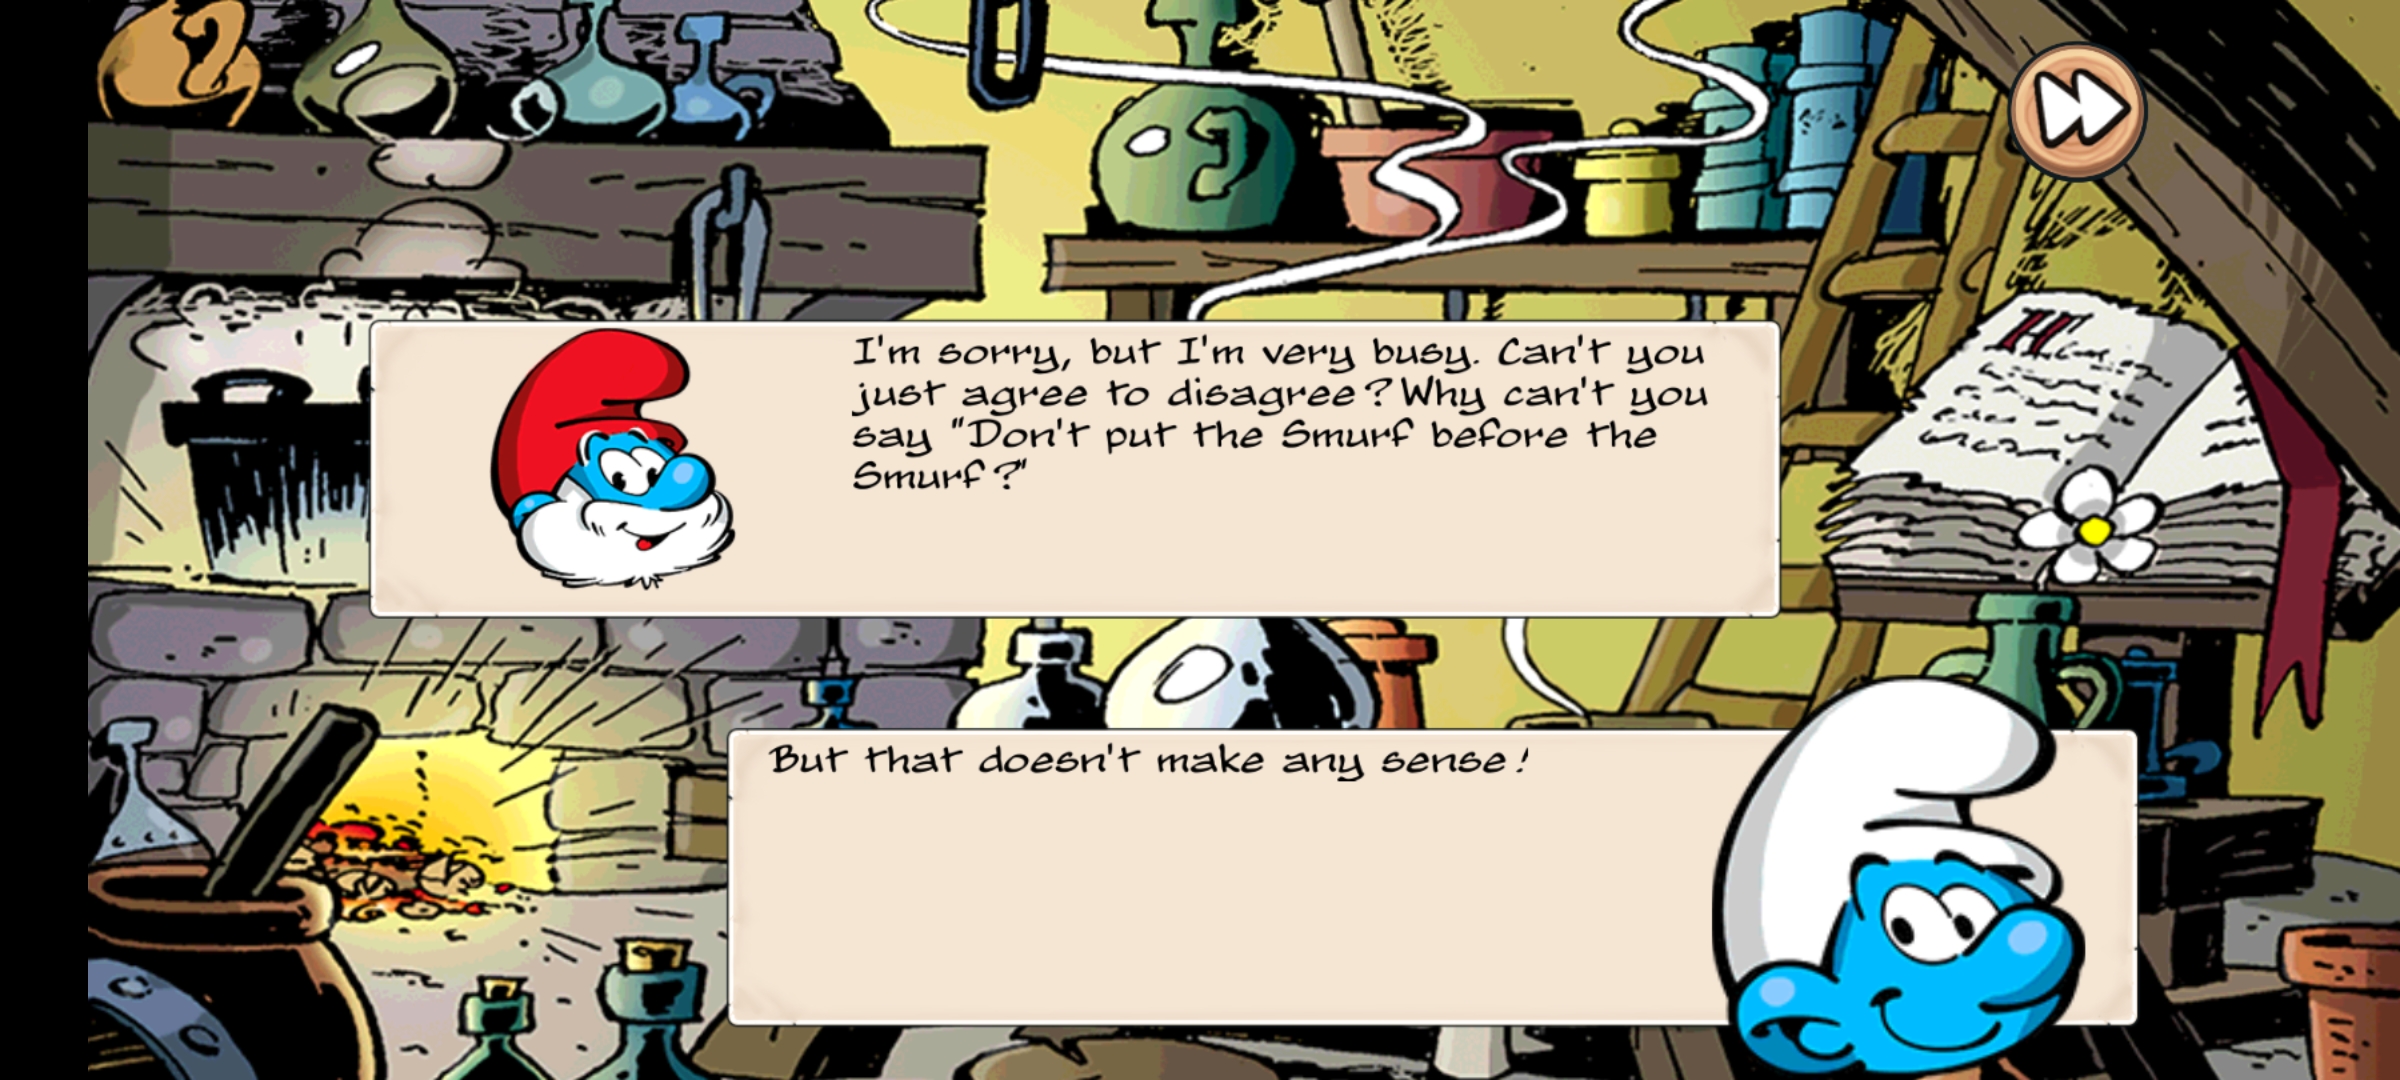 I'm sorry, but I'm very busy. Can't you
just agree to disagree? Why can't you
say "Don't put the Smurf before the
Smurf?"
But that doesn't make any sense!